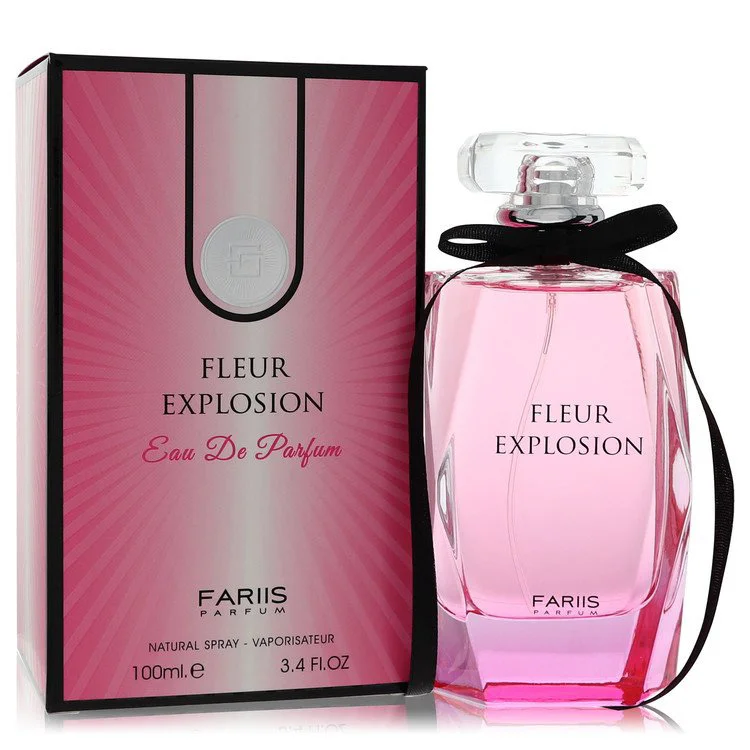 FLEUR
EXPLOSION
Eau De Parfum
FARIIS
PARFUM
NATURAL SPRAY - VAPORISATEUR
100ml.e 3.4 Fl.OZ
FLEUR
EXPLOSION
FARIIS
PARFUM